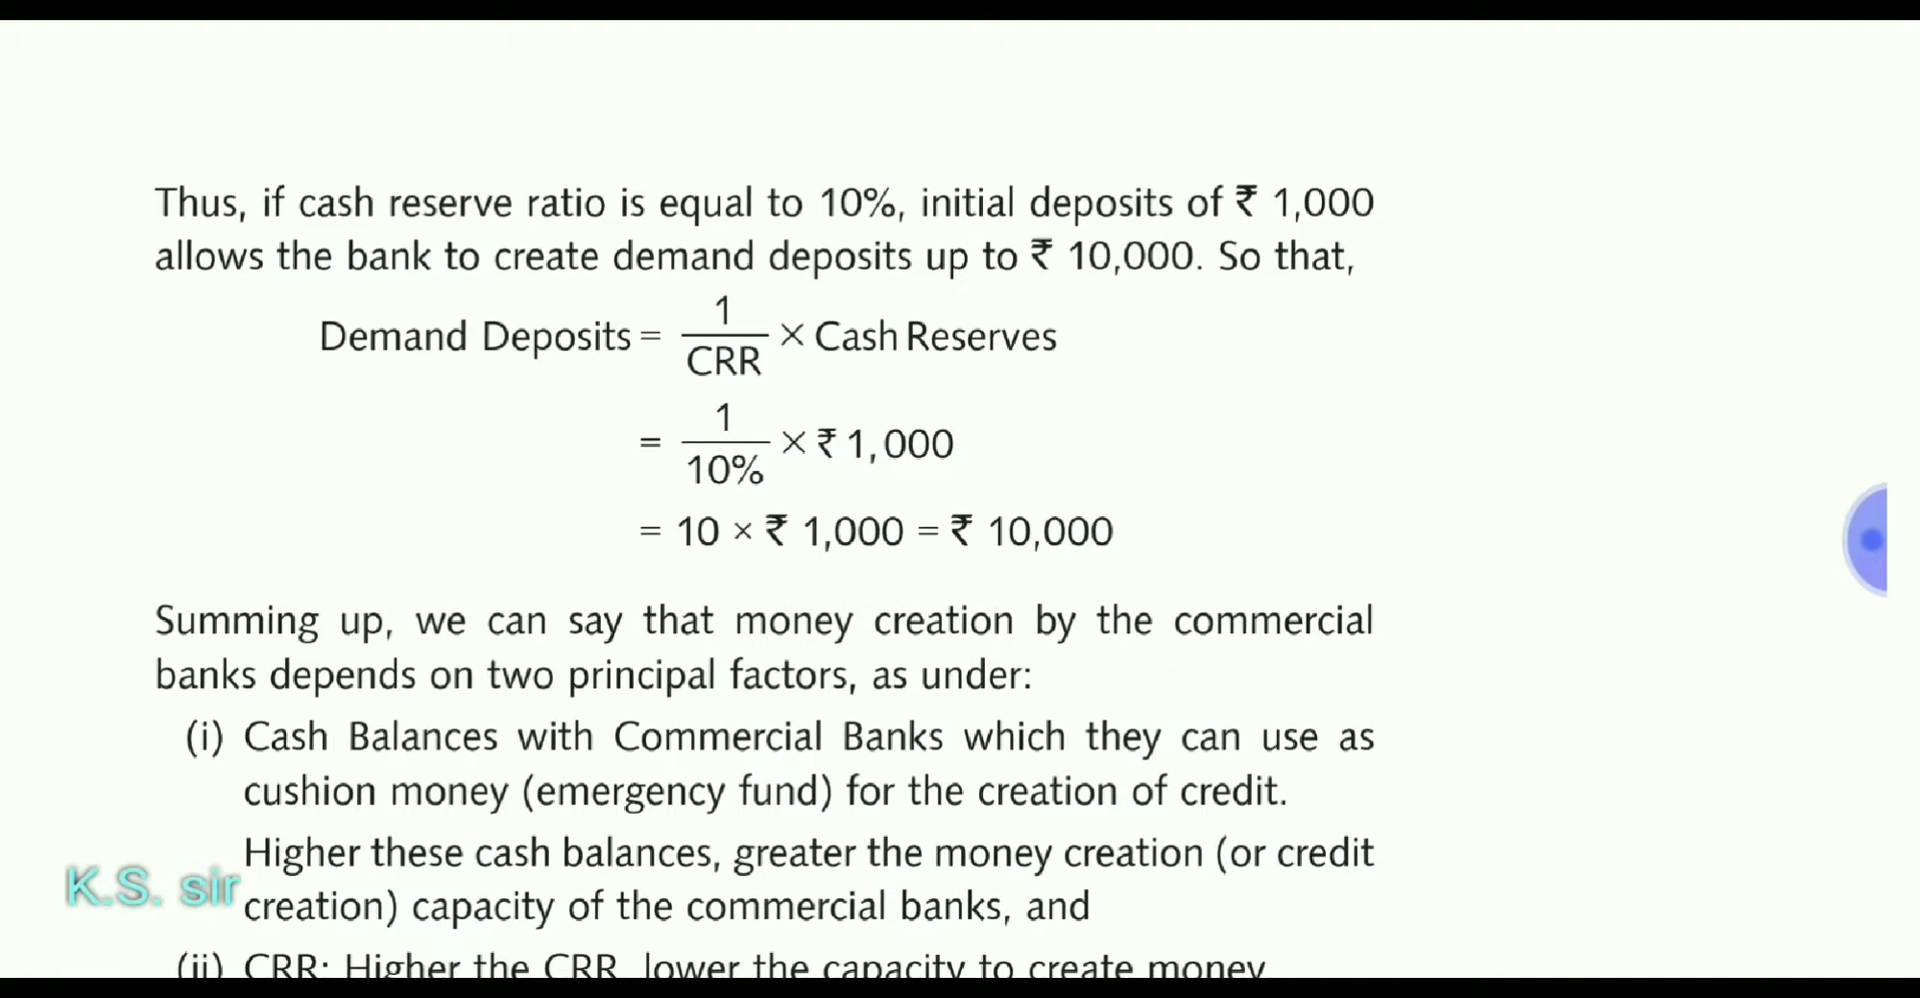 Thus, if cash reserve ratio is equal to 10%, initial deposits of ₹ 1,000
allows the bank to create demand deposits up to ₹ 10,000. So that,
Demand Deposits = 1/CRR × Cash Reserves
= 1/10% × ₹ 1,000
= 10 × ₹ 1,000 = ₹ 10,000
Summing up, we can say that money creation by the commercial
banks depends on two principal factors, as under:
(i) Cash Balances with Commercial Banks which they can use as
cushion money (emergency fund) for the creation of credit.
Higher these cash balances, greater the money creation (or credit
K.S. sir
creation) capacity of the commercial banks, and
(ii) CRR: Higher the CRR, lower the capacity to create money